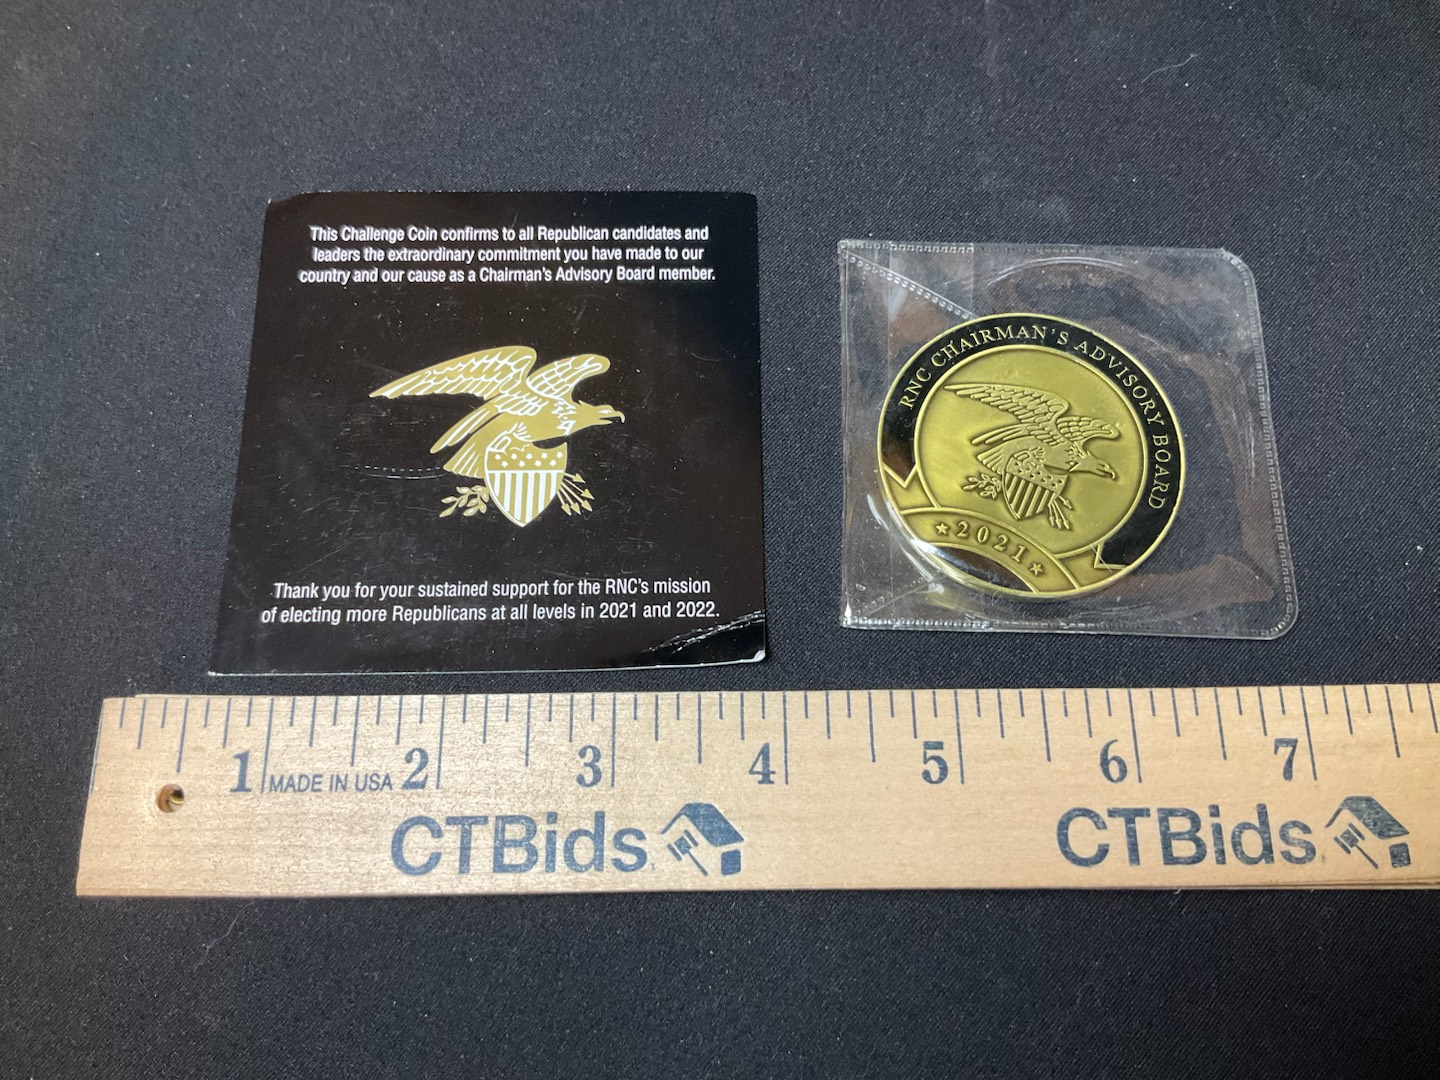 This Challenge Coin confirms to all Republican candidates and
leaders the extraordinary commitment you have made to our
country and our cause as a Chairman's Advisory Board member.
Thank you for your sustained support for the RNC's mission
of electing more Republicans at all levels in 2021 and 2022.
RNC CHAIRMAN'S ADVISORY BOARD
★2021★
1 MADE IN USA 2 3 4 5 6 7
CTBids CTBids